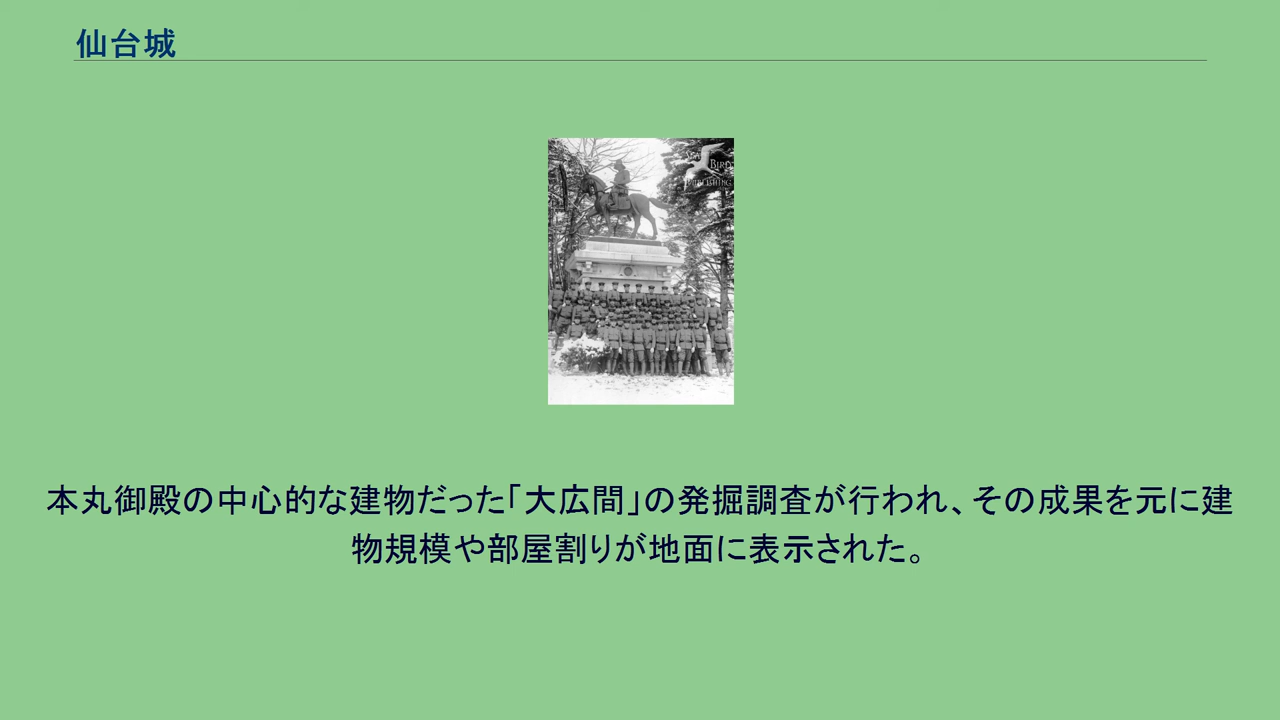 仙台城
BIRD
PUBLISHING
本丸御殿の中心的な建物だった「大広間」の発掘調査が行われ、その成果を元に建
物規模や部屋割りが地面に表示された。